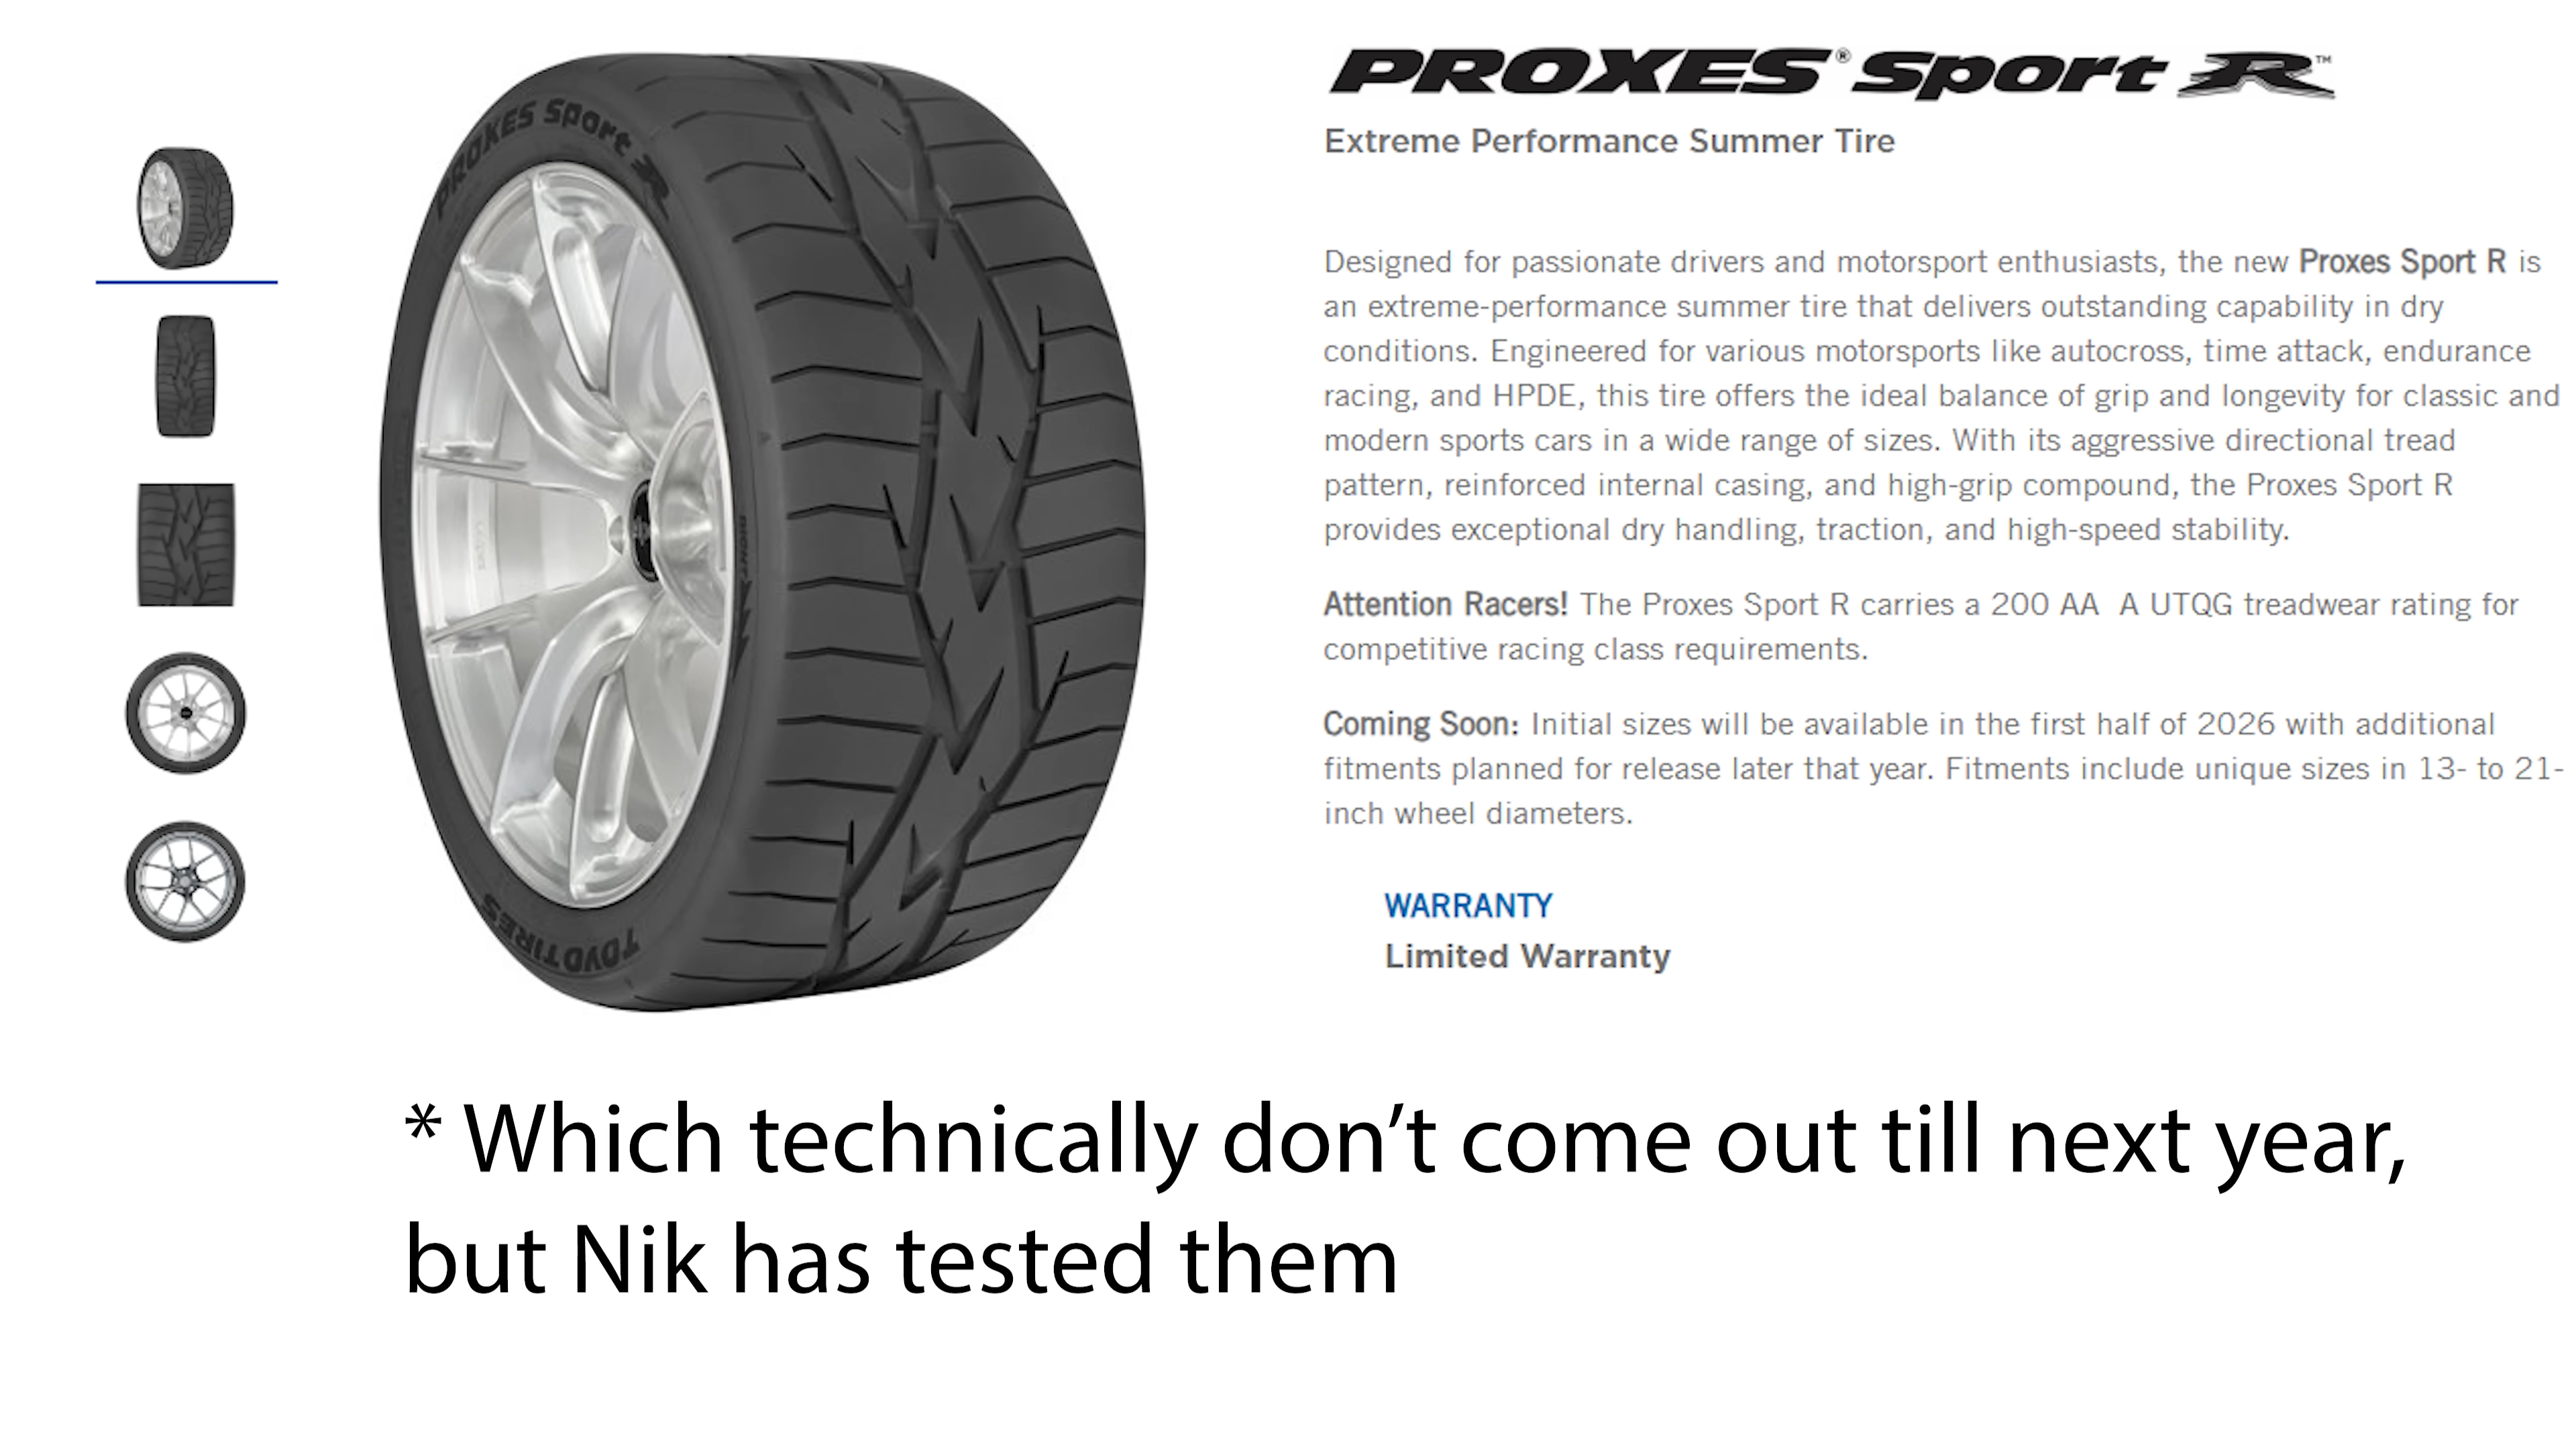 PROXES® Sport R™
Extreme Performance Summer Tire
Designed for passionate drivers and motorsport enthusiasts, the new Proxes Sport R is
an extreme-performance summer tire that delivers outstanding capability in dry
conditions. Engineered for various motorsports like autocross, time attack, endurance
racing, and HPDE, this tire offers the ideal balance of grip and longevity for classic and
modern sports cars in a wide range of sizes. With its aggressive directional tread
pattern, reinforced internal casing, and high-grip compound, the Proxes Sport R
provides exceptional dry handling, traction, and high-speed stability.
Attention Racers! The Proxes Sport R carries a 200 AA  A UTQG treadwear rating for
competitive racing class requirements.
Coming Soon: Initial sizes will be available in the first half of 2026 with additional
fitments planned for release later that year. Fitments include unique sizes in 13- to 21-
inch wheel diameters.
WARRANTY
Limited Warranty
PROXES Sport R
TOYO TIRES
* Which technically don’t come out till next year,
but Nik has tested them